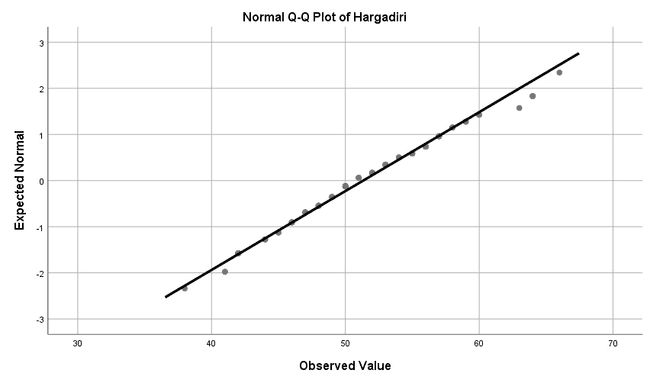 Normal Q-Q Plot of Hargadiri
3
2
1
0
-1
-2
-3
Expected Normal
30 40 50 60 70
Observed Value